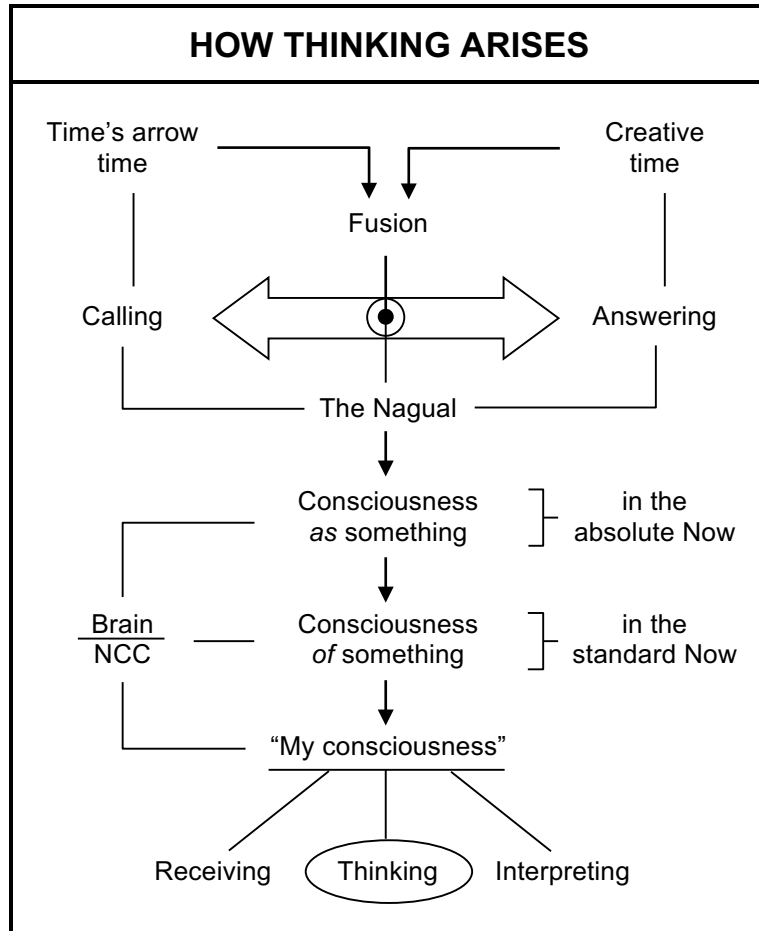 HOW THINKING ARISES
Time’s arrow
time
Creative
time
Fusion
Calling
Answering
The Nagual
Consciousness
as something
in the
absolute Now
Brain
NCC
Consciousness
of something
in the
standard Now
“My consciousness”
Receiving
Thinking
Interpreting